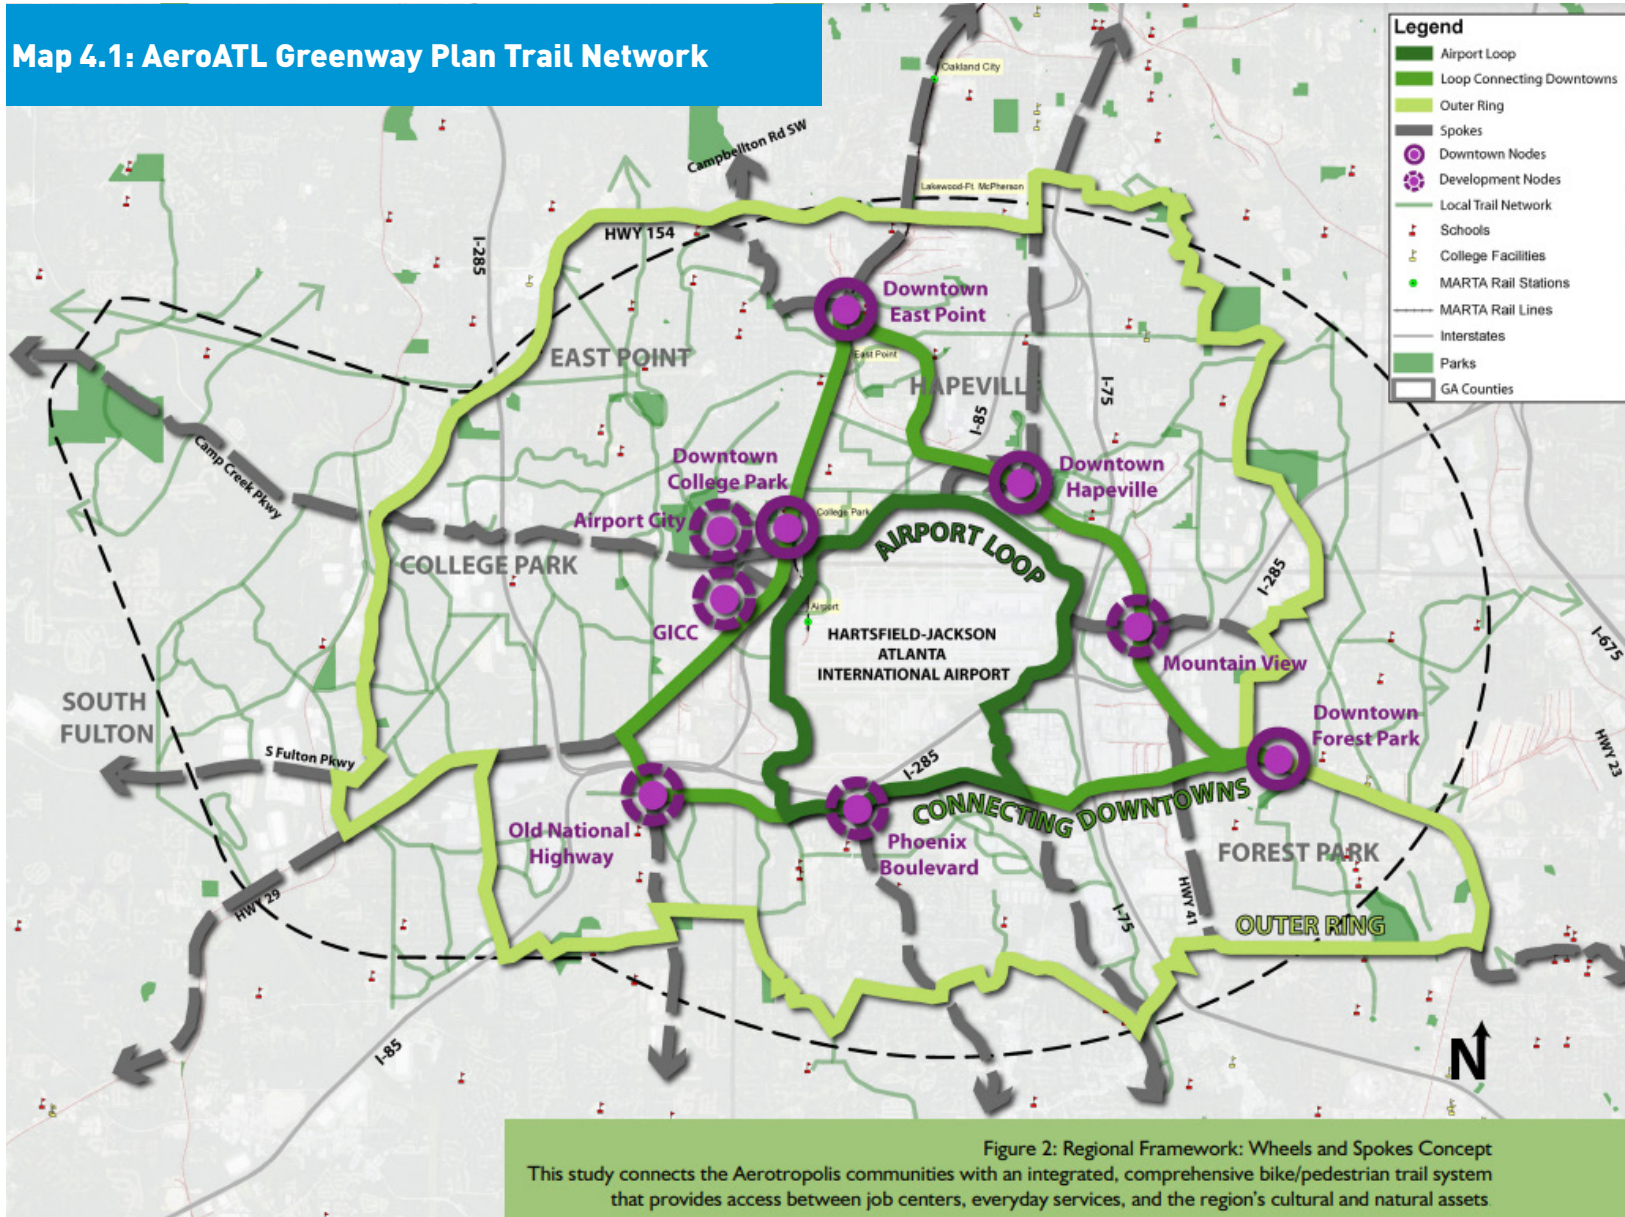 Map 4.1: AeroATL Greenway Plan Trail Network
Legend
Airport Loop
Loop Connecting Downtowns
Outer Ring
Spokes
Downtown Nodes
Development Nodes
Local Trail Network
Schools
College Facilities
MARTA Rail Stations
MARTA Rail Lines
Interstates
Parks
GA Counties
Oakland City
Campbellton Rd SW
Lakewood-Ft. McPherson
HWY 154
I-285
Downtown
East Point
East Point
EAST POINT
HAPEVILL
I-85
I-75
Camp Creek Pkwy
Downtown
College Park
Downtown
Hapeville
Airport City
College Park
AIRPORT LOOP
COLLEGE PARK
I-285
GICC
Airport
HARTSFIELD-JACKSON
ATLANTA
INTERNATIONAL AIRPORT
Mountain View
I-675
SOUTH
FULTON
S Fulton Pkwy
Downtown
Forest Park
HWY 23
I-285
CONNECTING DOWNTOWNS
Old National
Highway
Phoenix
Boulevard
FOREST PARK
HWY 29
HWY 41
I-75
OUTER RING
I-85
N
Figure 2: Regional Framework: Wheels and Spokes Concept
This study connects the Aerotropolis communities with an integrated, comprehensive bike/pedestrian trail system
that provides access between job centers, everyday services, and the region's cultural and natural assets